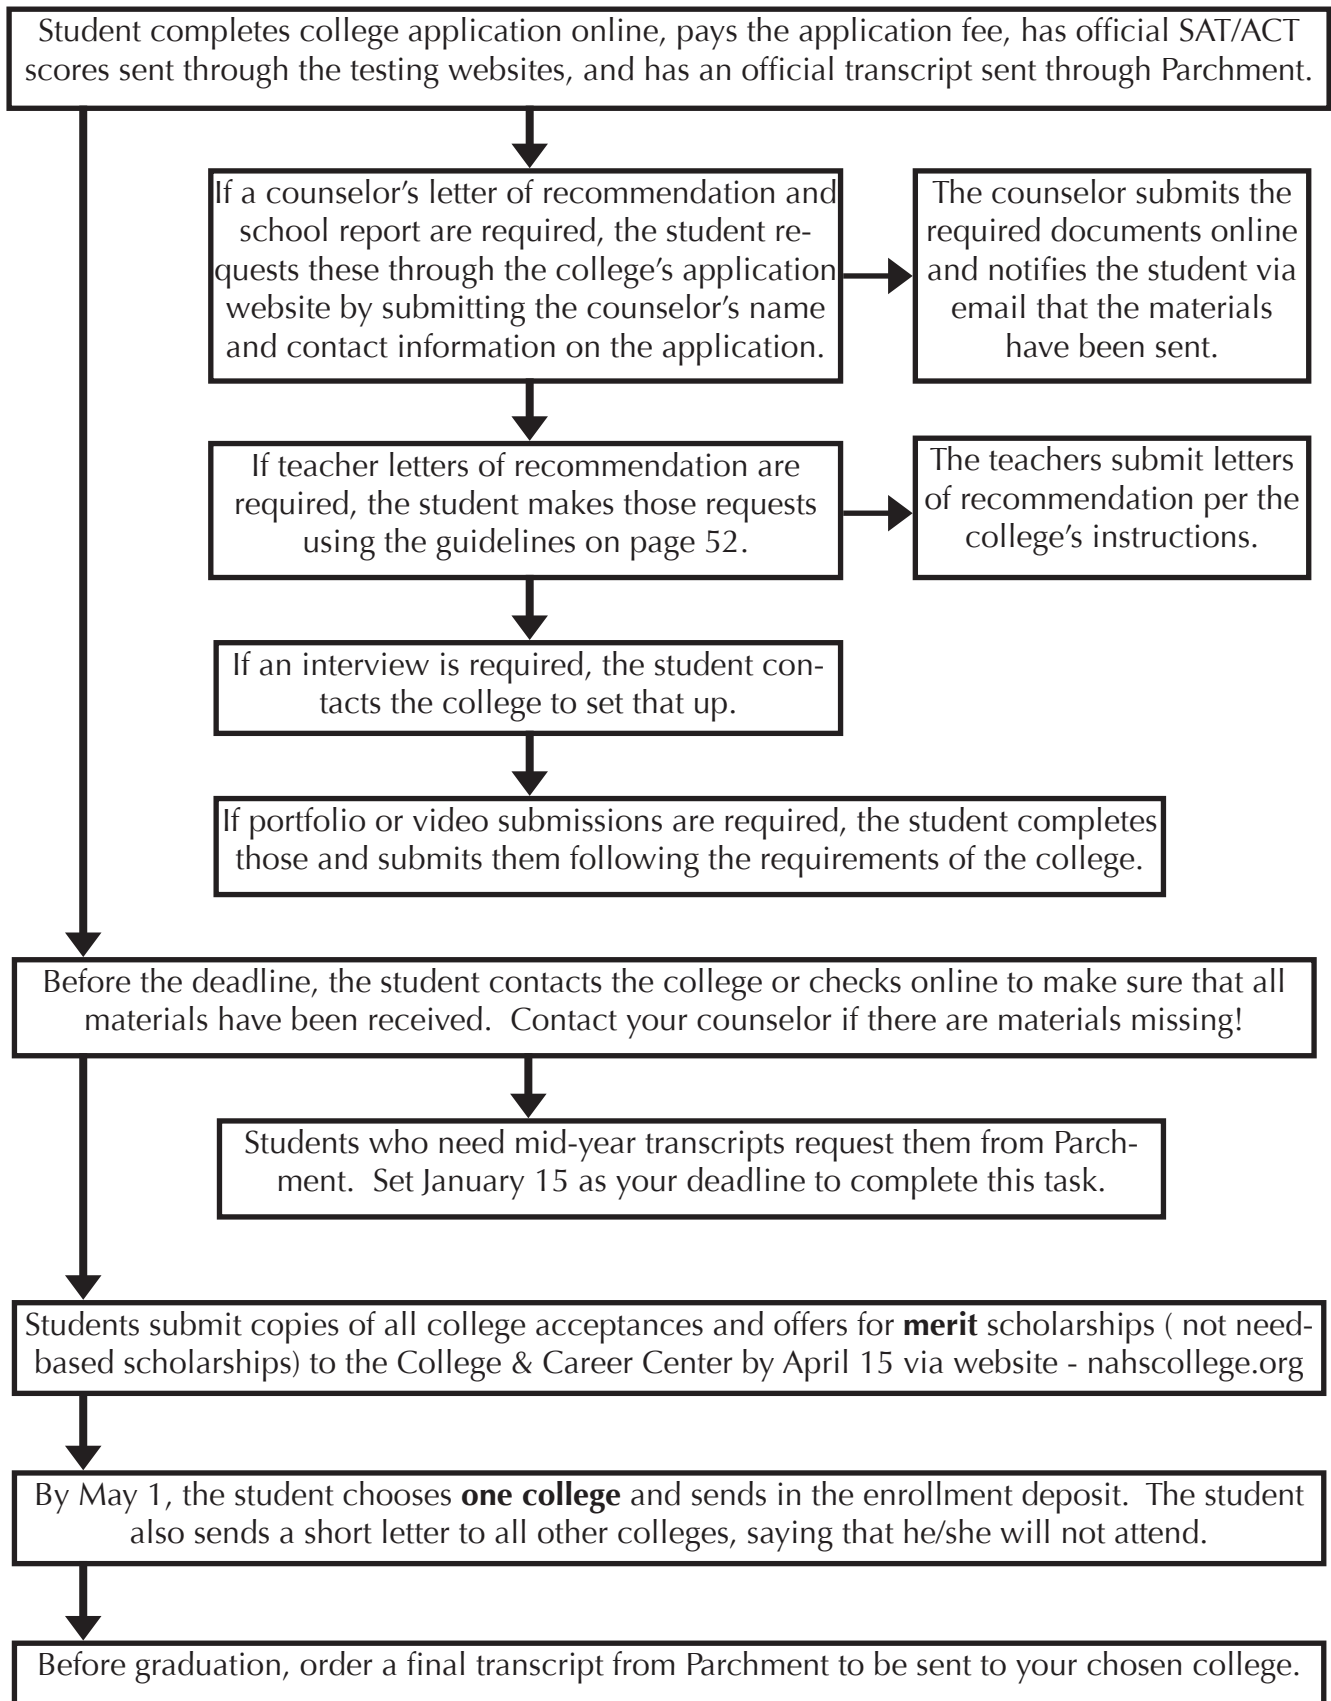 Student completes college application online, pays the application fee, has official SAT/ACT
scores sent through the testing websites, and has an official transcript sent through Parchment.
If a counselor’s letter of recommendation and
school report are required, the student re-
quests these through the college’s application
website by submitting the counselor’s name
and contact information on the application.
The counselor submits the
required documents online
and notifies the student via
email that the materials
have been sent.
If teacher letters of recommendation are
required, the student makes those requests
using the guidelines on page 52.
The teachers submit letters
of recommendation per the
college’s instructions.
If an interview is required, the student con-
tacts the college to set that up.
If portfolio or video submissions are required, the student completes
those and submits them following the requirements of the college.
Before the deadline, the student contacts the college or checks online to make sure that all
materials have been received.  Contact your counselor if there are materials missing!
Students who need mid-year transcripts request them from Parch-
ment.  Set January 15 as your deadline to complete this task.
Students submit copies of all college acceptances and offers for merit scholarships ( not need-
based scholarships) to the College & Career Center by April 15 via website - nahscollege.org
By May 1, the student chooses one college and sends in the enrollment deposit.  The student
also sends a short letter to all other colleges, saying that he/she will not attend.
Before graduation, order a final transcript from Parchment to be sent to your chosen college.